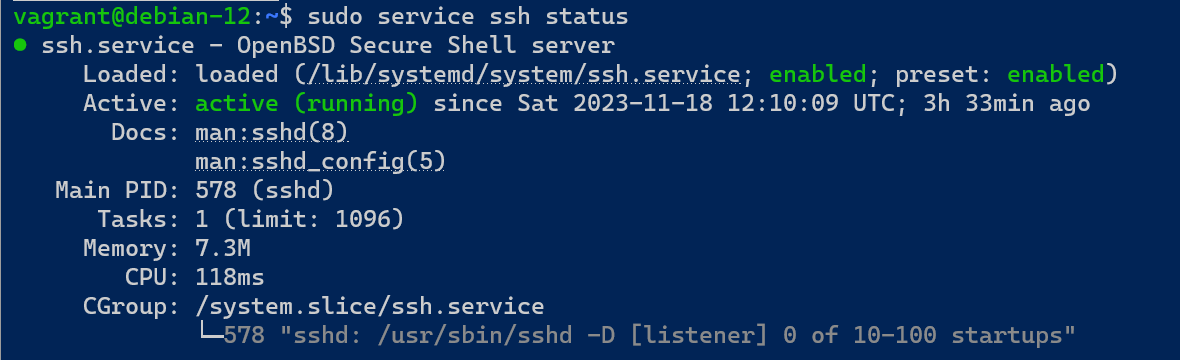 vagrant@debian-12:~$ sudo service ssh status
● ssh.service - OpenBSD Secure Shell server
     Loaded: loaded (/lib/systemd/system/ssh.service; enabled; preset: enabled)
     Active: active (running) since Sat 2023-11-18 12:10:09 UTC; 3h 33min ago
       Docs: man:sshd(8)
             man:sshd_config(5)
   Main PID: 578 (sshd)
      Tasks: 1 (limit: 1096)
     Memory: 7.3M
        CPU: 118ms
     CGroup: /system.slice/ssh.service
             └─578 "sshd: /usr/sbin/sshd -D [listener] 0 of 10-100 startups"